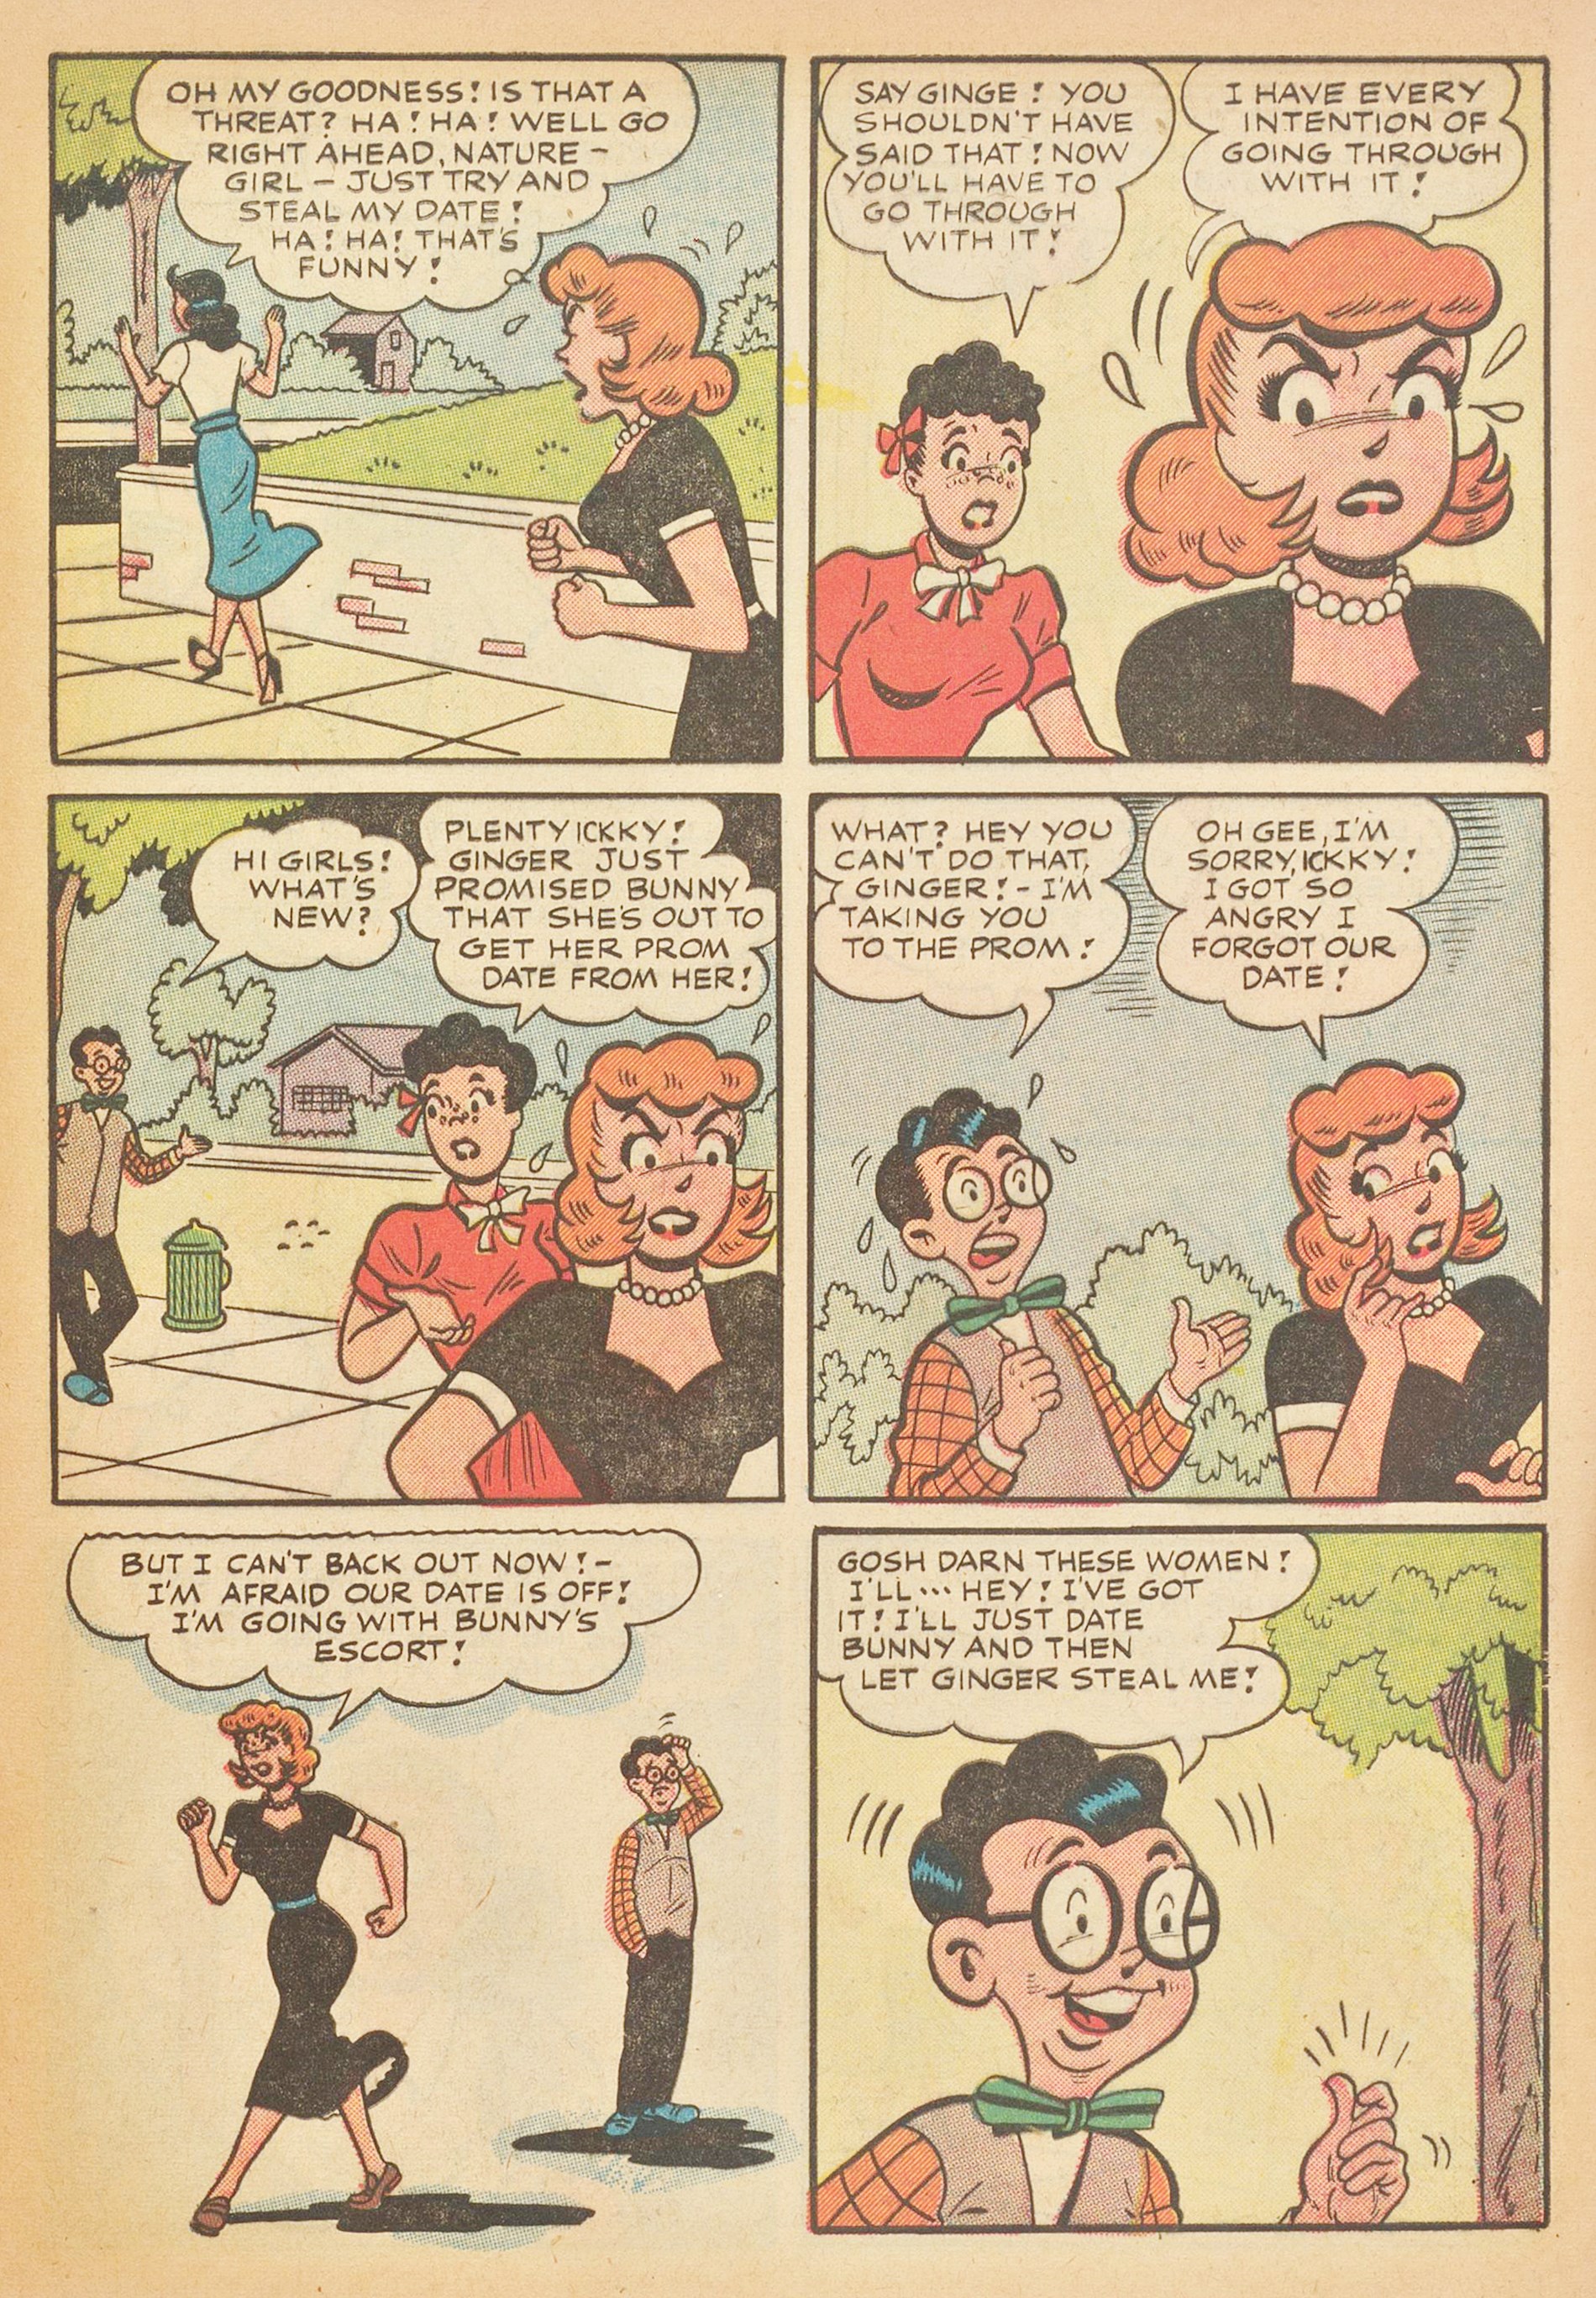 OH MY GOODNESS! IS THAT A
THREAT? HA! HA! WELL GO
RIGHT AHEAD, NATURE -
GIRL - JUST TRY AND
STEAL MY DATE!
HA! HA! THAT'S
FUNNY!
SAY GINGE! YOU
SHOULDN'T HAVE
SAID THAT! NOW
YOU'LL HAVE TO
GO THROUGH
WITH IT!
I HAVE EVERY
INTENTION OF
GOING THROUGH
WITH IT!
HI GIRLS!
WHAT'S
NEW?
PLENTY ICKKY!
GINGER JUST
PROMISED BUNNY
THAT SHE'S OUT TO
GET HER PROM
DATE FROM HER!
WHAT? HEY YOU
CAN'T DO THAT,
GINGER! - I'M
TAKING YOU
TO THE PROM!
OH GEE, I'M
SORRY, ICKKY!
I GOT SO
ANGRY I
FORGOT OUR
DATE!
BUT I CAN'T BACK OUT NOW! -
I'M AFRAID OUR DATE IS OFF!
I'M GOING WITH BUNNY'S
ESCORT!
GOSH DARN THESE WOMEN!
I'LL... HEY! I'VE GOT
IT! I'LL JUST DATE
BUNNY AND THEN
LET GINGER STEAL ME!